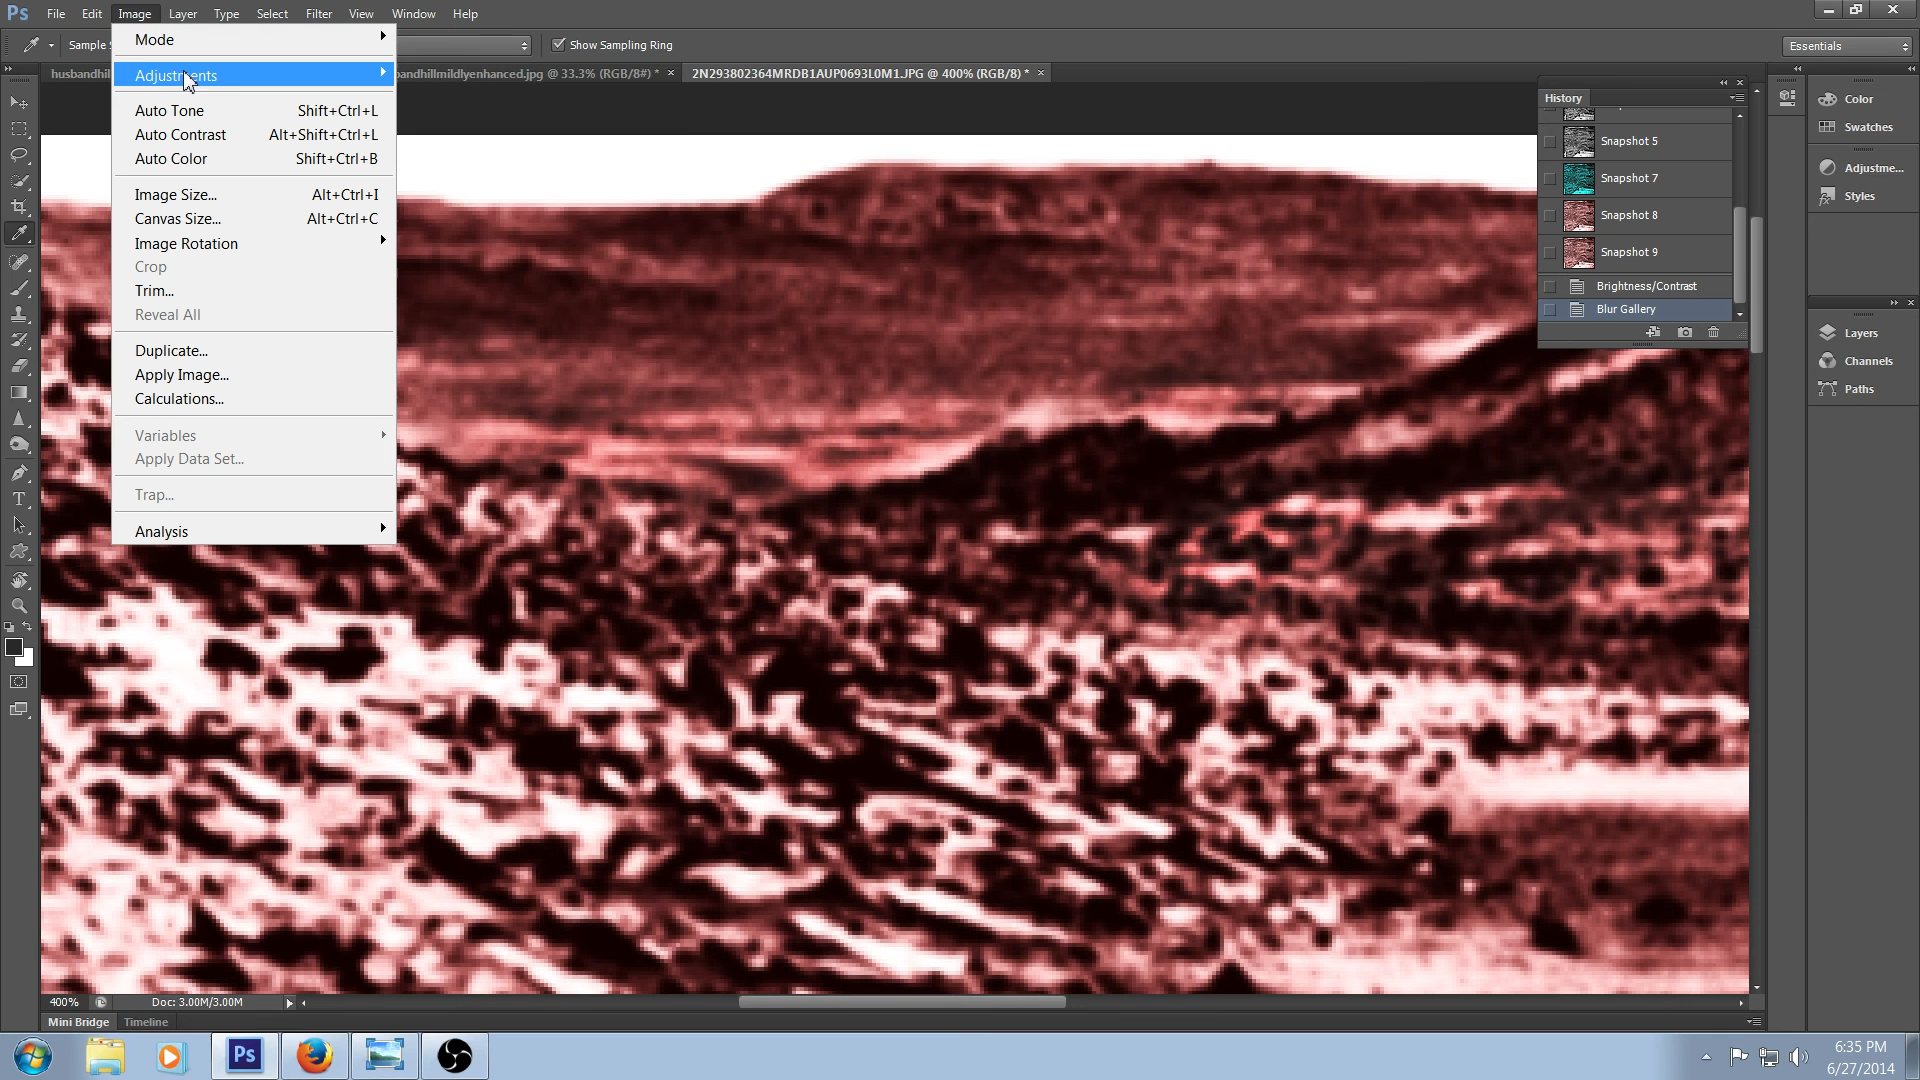 Ps File Edit Image Layer Type Select Filter View Window Help
Sample Show Sampling Ring Essentials
husbandhil bandhillmildlyenhanced.jpg @ 33.3% (RGB/8#) * × 2N293802364MRDB1AUP0693L0M1.JPG @ 400% (RGB/8) * ×
Mode
Adjustments
Auto Tone Shift+Ctrl+L
Auto Contrast Alt+Shift+Ctrl+L
Auto Color Shift+Ctrl+B
Image Size... Alt+Ctrl+I
Canvas Size... Alt+Ctrl+C
Image Rotation
Crop
Trim...
Reveal All
Duplicate...
Apply Image...
Calculations...
Variables
Apply Data Set...
Trap...
Analysis
History
Snapshot 5
Snapshot 7
Snapshot 8
Snapshot 9
Brightness/Contrast
Blur Gallery
Color
Swatches
Adjustme...
Styles
Layers
Channels
Paths
400% Doc: 3.00M/3.00M
Mini Bridge Timeline
Ps
6:35 PM
6/27/2014